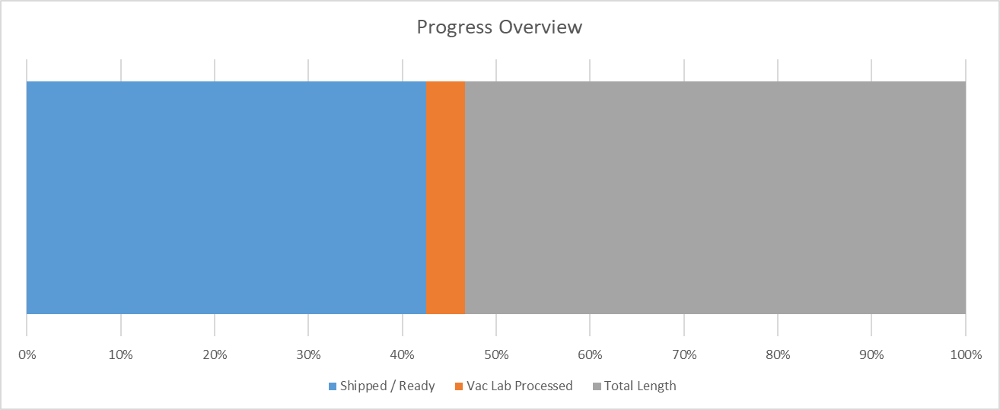 Progress Overview
0% 10% 20% 30% 40% 50% 60% 70% 80% 90% 100%
Shipped / Ready Vac Lab Processed Total Length